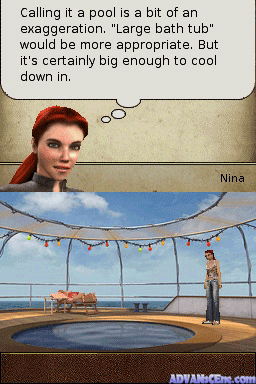 Calling it a pool is a bit of an
exaggeration. "Large bath tub"
would be more appropriate. But
it's certainly big enough to cool
down in.
Nina
ADVANsCEne.com